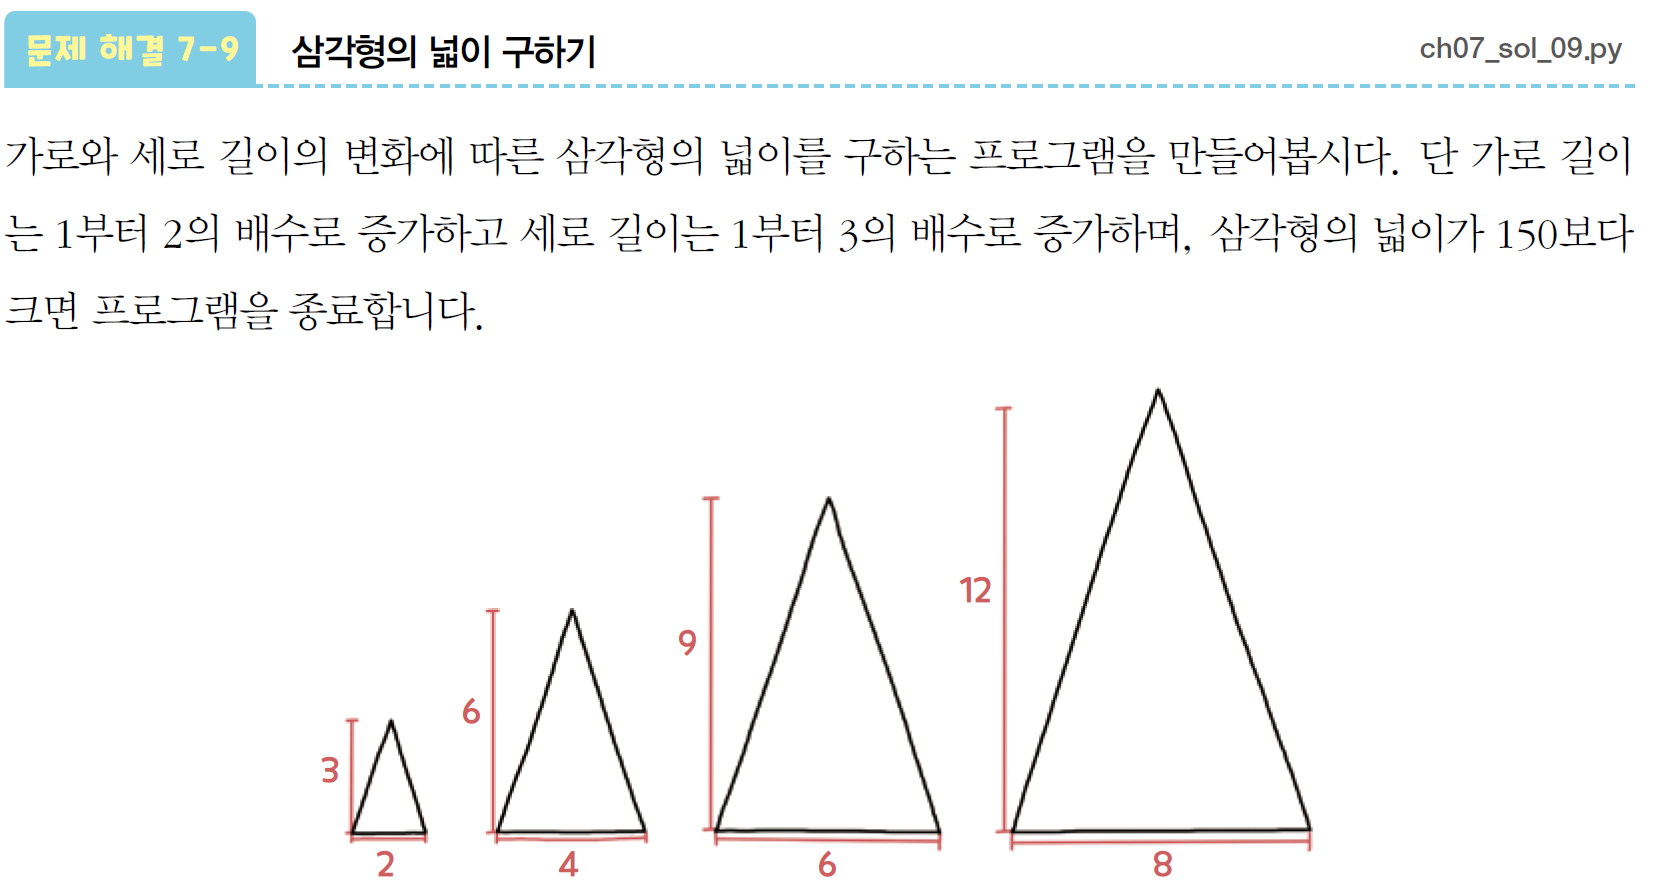 문제 해결 7-9 삼각형의 넓이 구하기 ch07_sol_09.py
가로와 세로 길이의 변화에 따른 삼각형의 넓이를 구하는 프로그램을 만들어봅시다. 단 가로 길이
는 1부터 2의 배수로 증가하고 세로 길이는 1부터 3의 배수로 증가하며, 삼각형의 넓이가 150보다
크면 프로그램을 종료합니다.
3
2
6
4
9
6
12
8